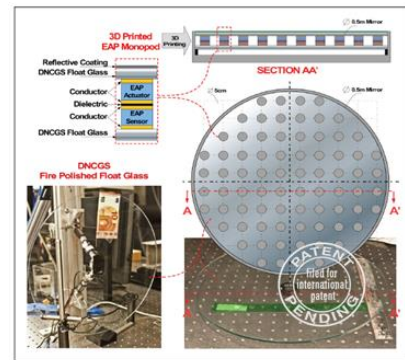 3D Printed
EAP Monopod
Reflective Coating
DNCGS Float Glass
Conductor
Dielectric
Conductor
DNCGS Float Glass
EAP
Actuator
EAP
Sensor
3D
Printing
∅ 0.5m Mirror
SECTION AA'
∅ 5cm
∅ 0.5m Mirror
DNCGS
Fire Polished Float Glass
A
A'
PATENT
filed for
international
patent.
PENDING